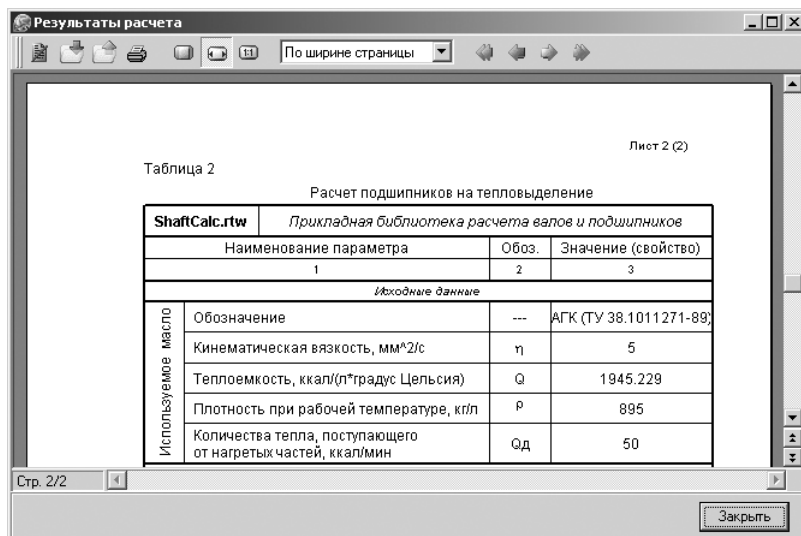 Результаты расчета
1:1
По ширине страницы
Лист 2 (2)
Таблица 2
Расчет подшипников на тепловыделение
ShaftCalc.rtw
Прикладная библиотека расчета валов и подшипников
Наименование параметра
Обоз.
Значение (свойство)
1
2
3
Исходные данные
Используемое масло
Обозначение
---
АГК (ТУ 38.1011271-89)
Кинематическая вязкость, мм^2/с
η
5
Теплоемкость, ккал/(л*градус Цельсия)
Q
1945.229
Плотность при рабочей температуре, кг/л
ρ
895
Количества тепла, поступающего
от нагретых частей, ккал/мин
Qд
50
Стр. 2/2
Закрыть